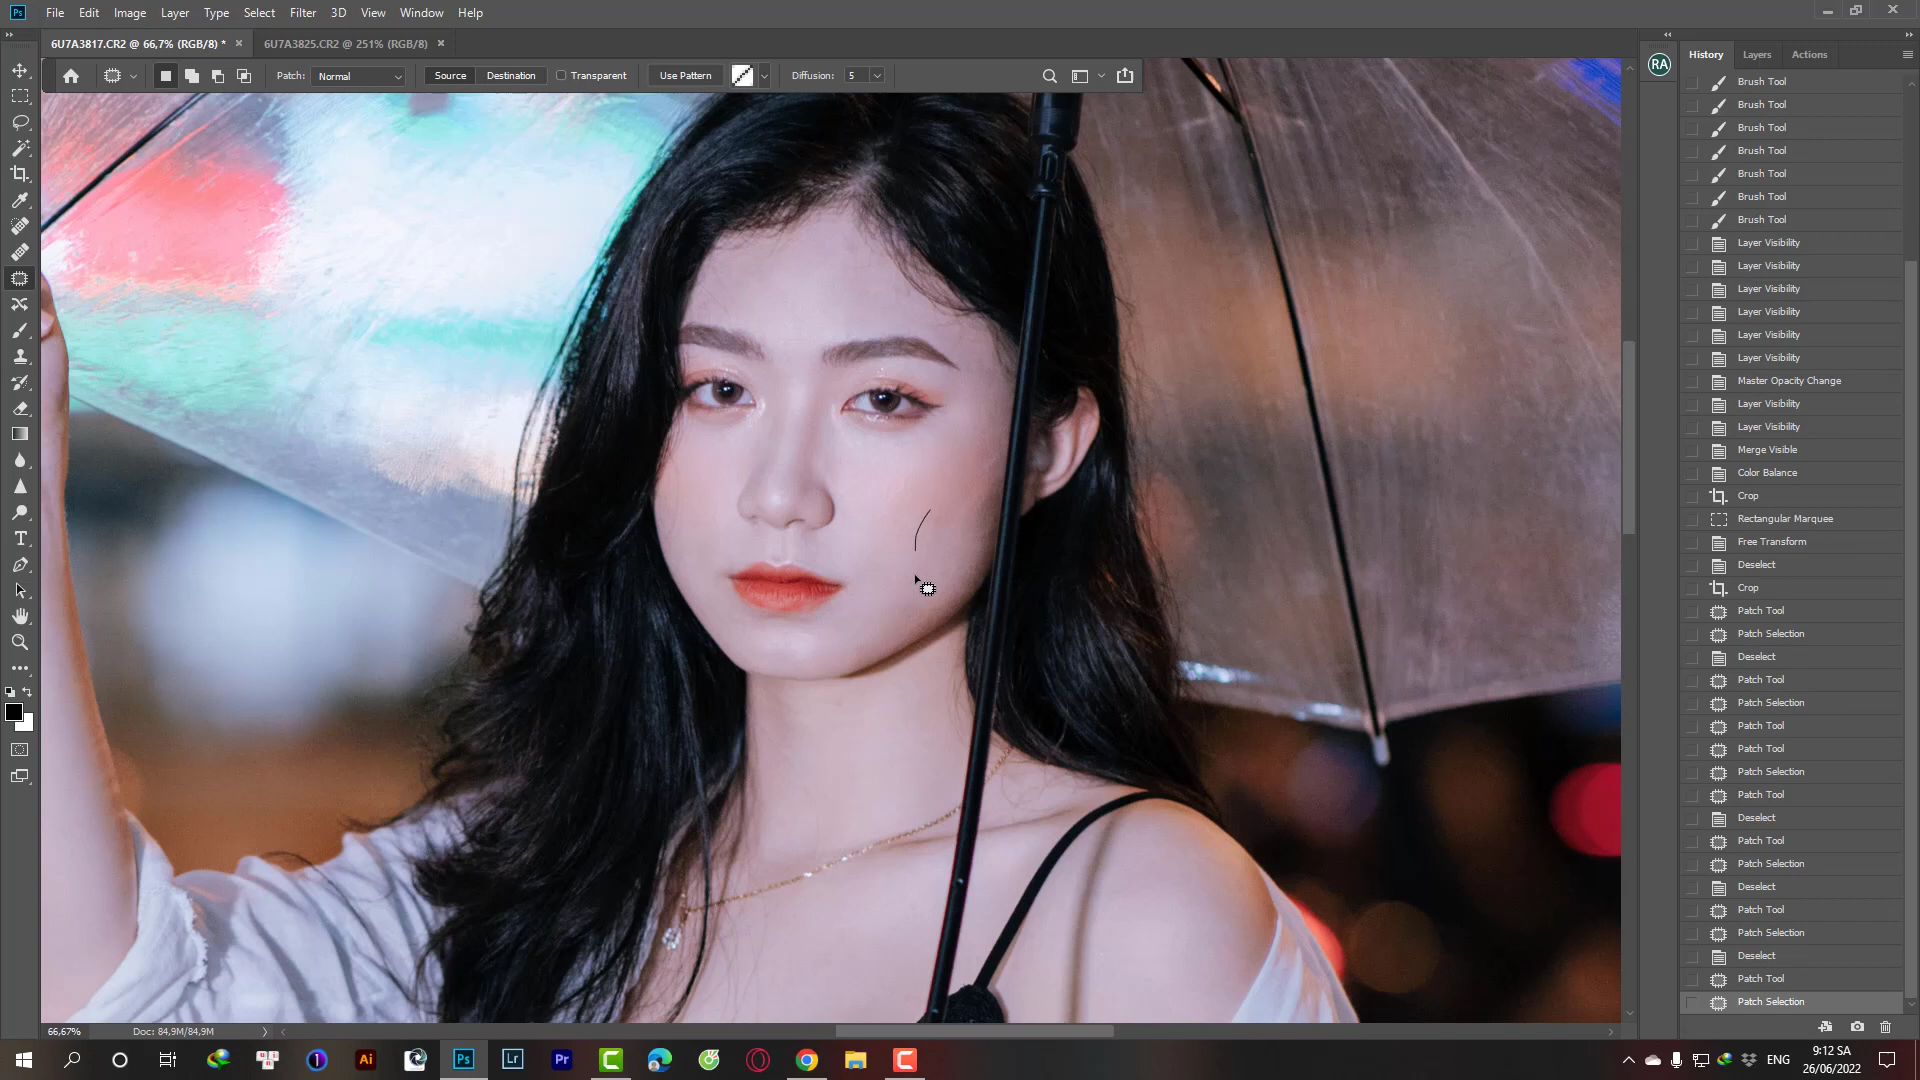 Ps File Edit Image Layer Type Select Filter 3D View Window Help
6U7A3817.CR2 @ 66,7% (RGB/8) * × 6U7A3825.CR2 @ 251% (RGB/8) ×
Patch: Normal Source Destination Transparent Use Pattern Diffusion: 5
RA
History Layers Actions
Brush Tool
Brush Tool
Brush Tool
Brush Tool
Brush Tool
Brush Tool
Brush Tool
Layer Visibility
Layer Visibility
Layer Visibility
Layer Visibility
Layer Visibility
Layer Visibility
Master Opacity Change
Layer Visibility
Layer Visibility
Merge Visible
Color Balance
Crop
Rectangular Marquee
Free Transform
Deselect
Crop
Patch Tool
Patch Selection
Deselect
Patch Tool
Patch Selection
Patch Tool
Patch Tool
Patch Selection
Patch Tool
Deselect
Patch Tool
Patch Selection
Deselect
Patch Tool
Patch Selection
Deselect
Patch Tool
Patch Selection
66,67% Doc: 84,9M/84,9M
Ai Ps Lr Pr
ENG
9:12 SA
26/06/2022